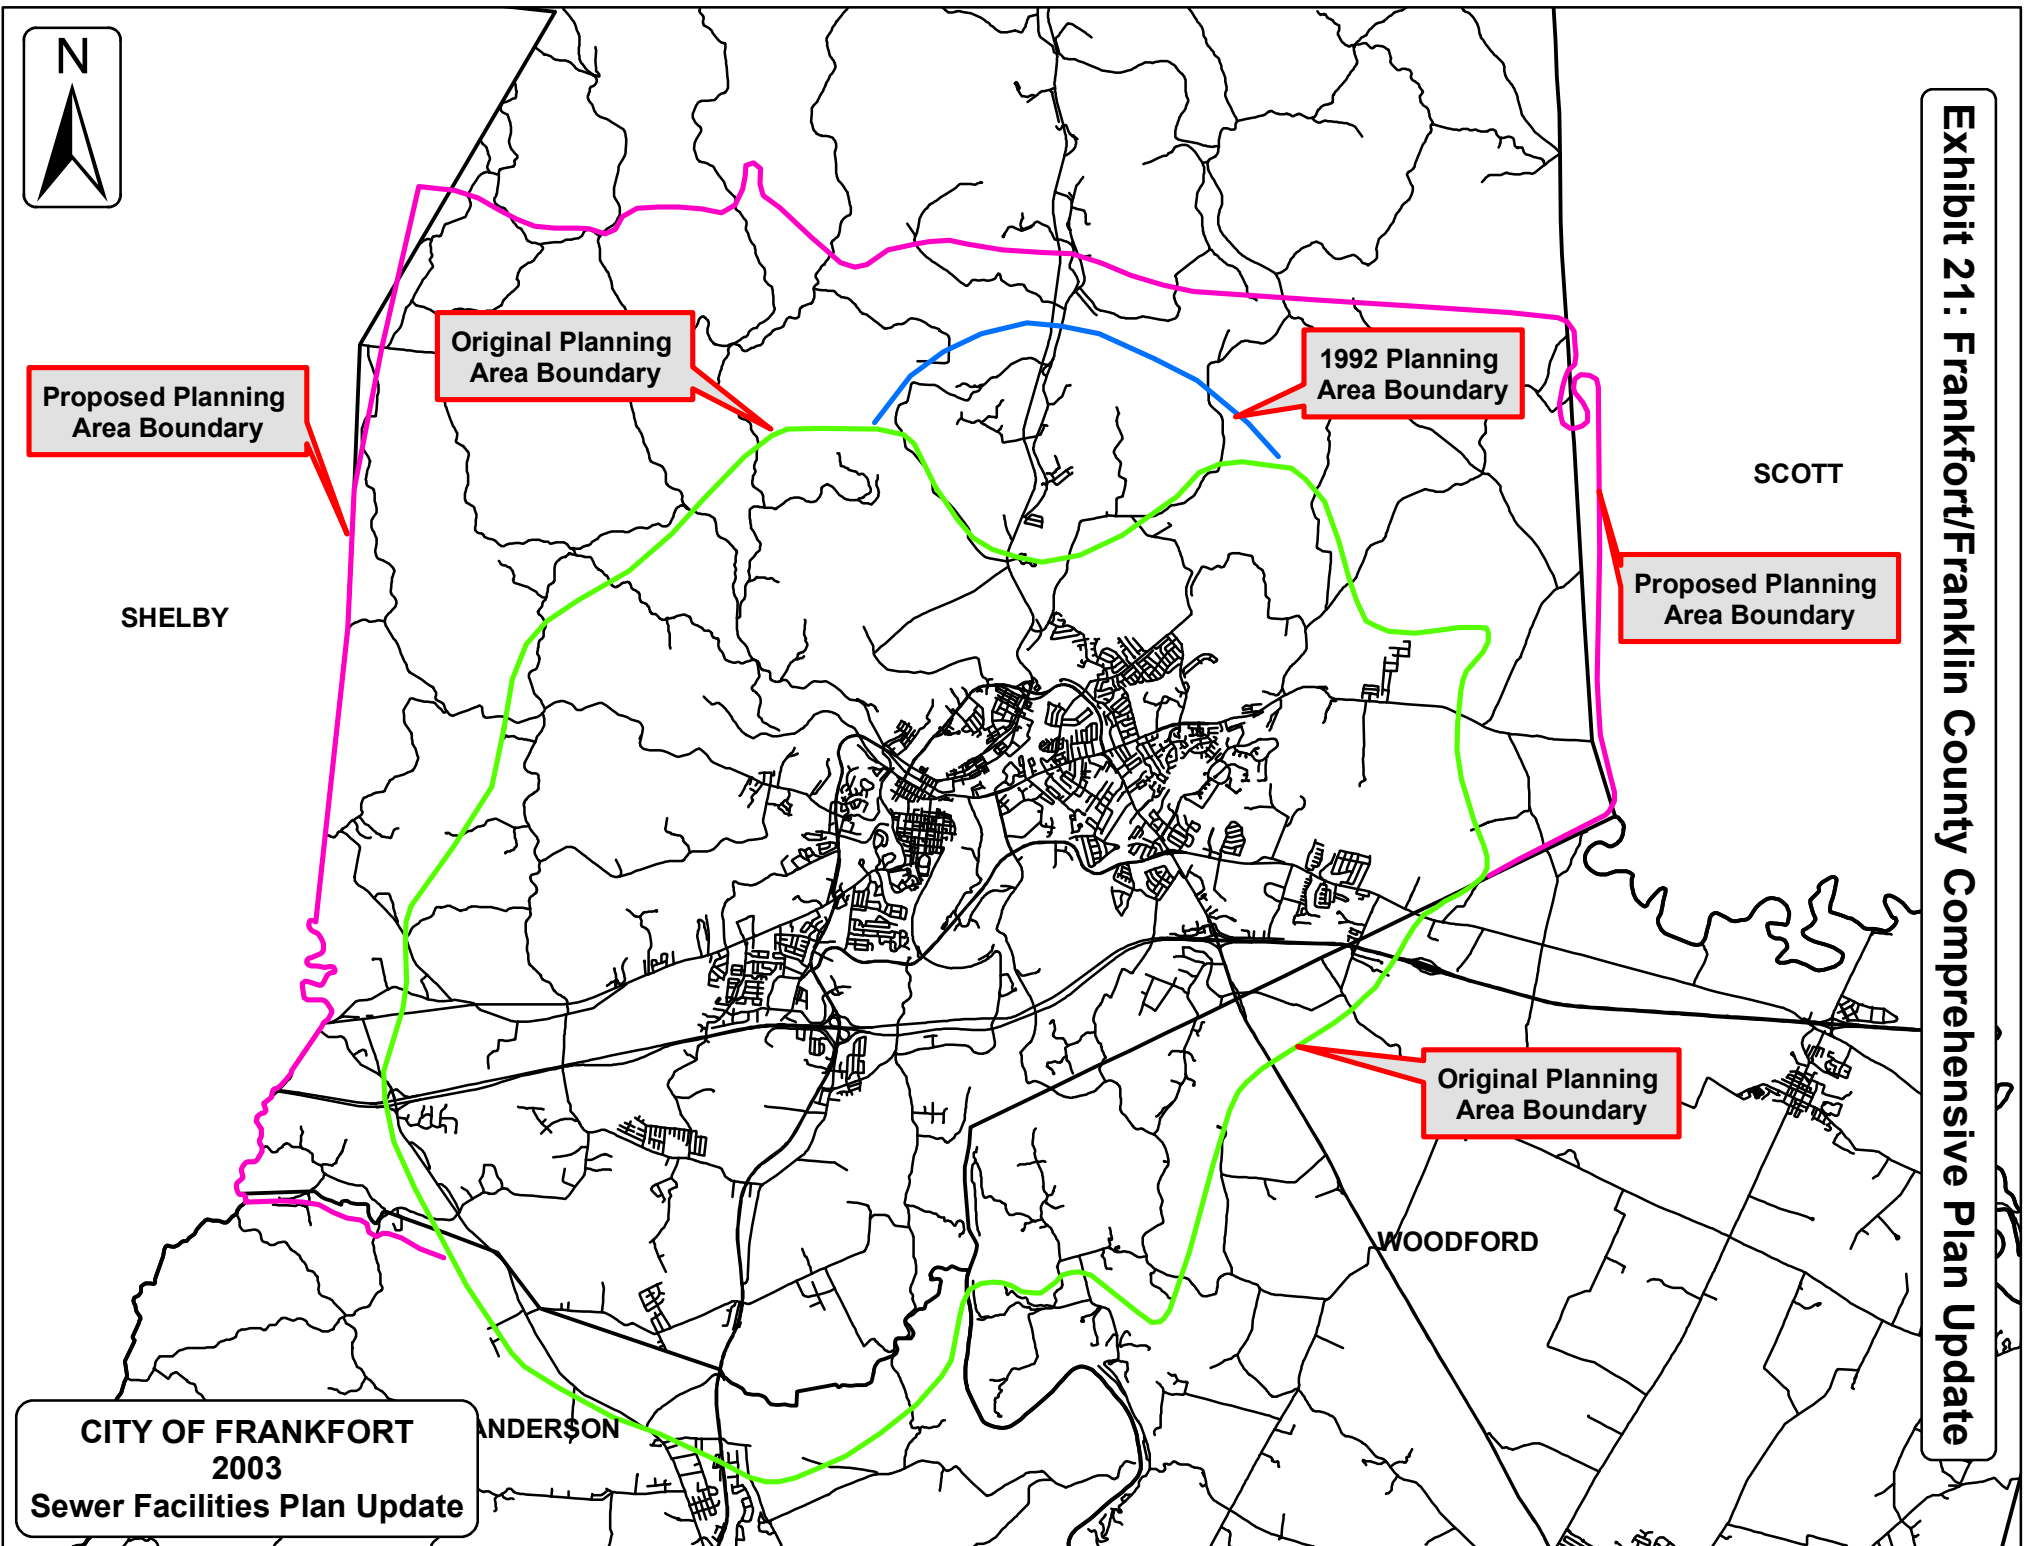 N
Exhibit 21: Frankfort/Franklin County Comprehensive Plan Update
Original Planning
Area Boundary
1992 Planning
Area Boundary
Proposed Planning
Area Boundary
SCOTT
Proposed Planning
Area Boundary
SHELBY
Original Planning
Area Boundary
WOODFORD
ANDERSON
CITY OF FRANKFORT
2003
Sewer Facilities Plan Update